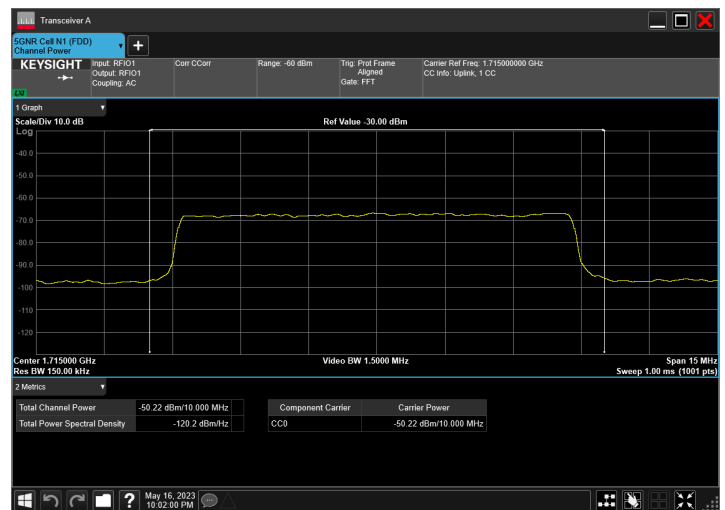 Transceiver A
5GNR Cell N1 (FDD)
Channel Power
KEYSIGHT
Input: RFIO1
Output: RFIO1
Coupling: AC
Corr CCorr
Range: -60 dBm
Trig: Prot Frame
Aligned
Gate: FFT
Carrier Ref Freq: 1.715000000 GHz
CC Info: Uplink, 1 CC
LXI
1 Graph
Scale/Div 10.0 dB
Ref Value -30.00 dBm
Log
-40.0
-50.0
-60.0
-70.0
-80.0
-90.0
-100
-110
-120
Center 1.715000 GHz
Video BW 1.5000 MHz
Span 15 MHz
Res BW 150.00 kHz
Sweep 1.00 ms (1001 pts)
2 Metrics
Total Channel Power -50.22 dBm/10.000 MHz
Total Power Spectral Density -120.2 dBm/Hz
Component Carrier Carrier Power
CC0 -50.22 dBm/10.000 MHz
?
May 16, 2023
10:02:00 PM